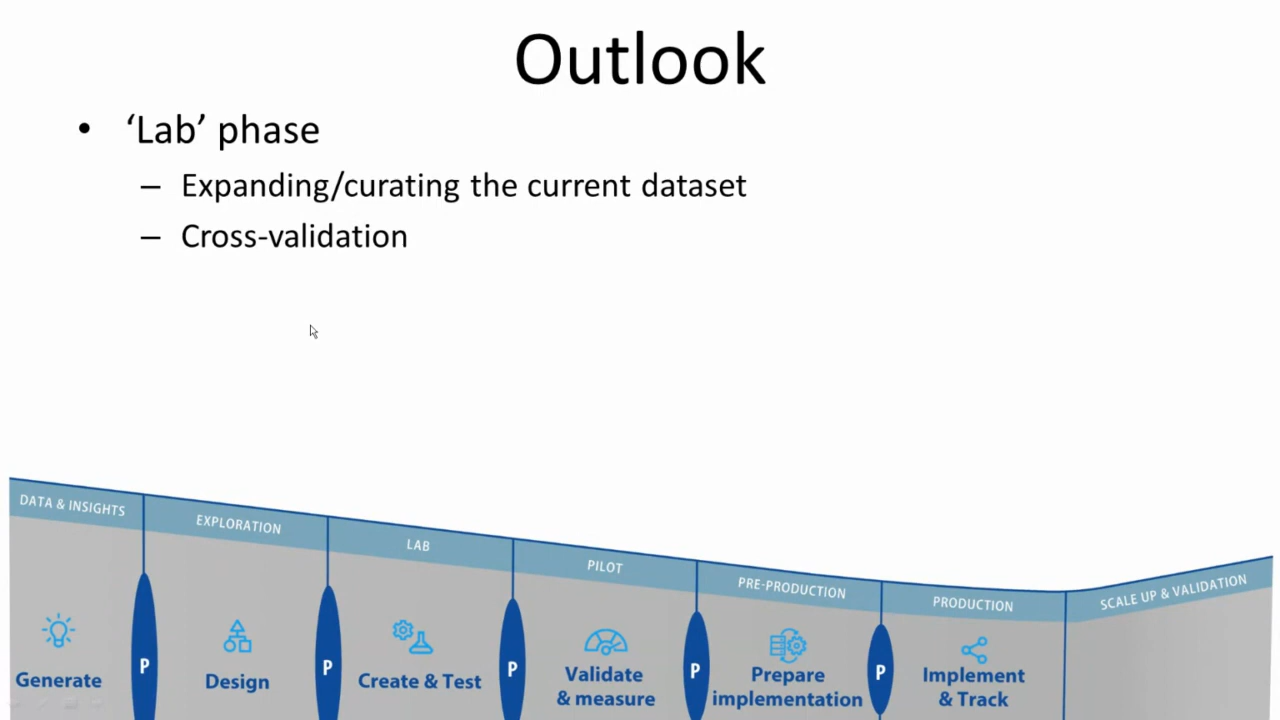 Outlook
• ‘Lab’ phase
– Expanding/curating the current dataset
– Cross-validation
DATA & INSIGHTS
EXPLORATION
LAB
PILOT
PRE-PRODUCTION
PRODUCTION
SCALE UP & VALIDATION
Generate
P
Design
P
Create & Test
P
Validate
& measure
P
Prepare
implementation
P
Implement
& Track